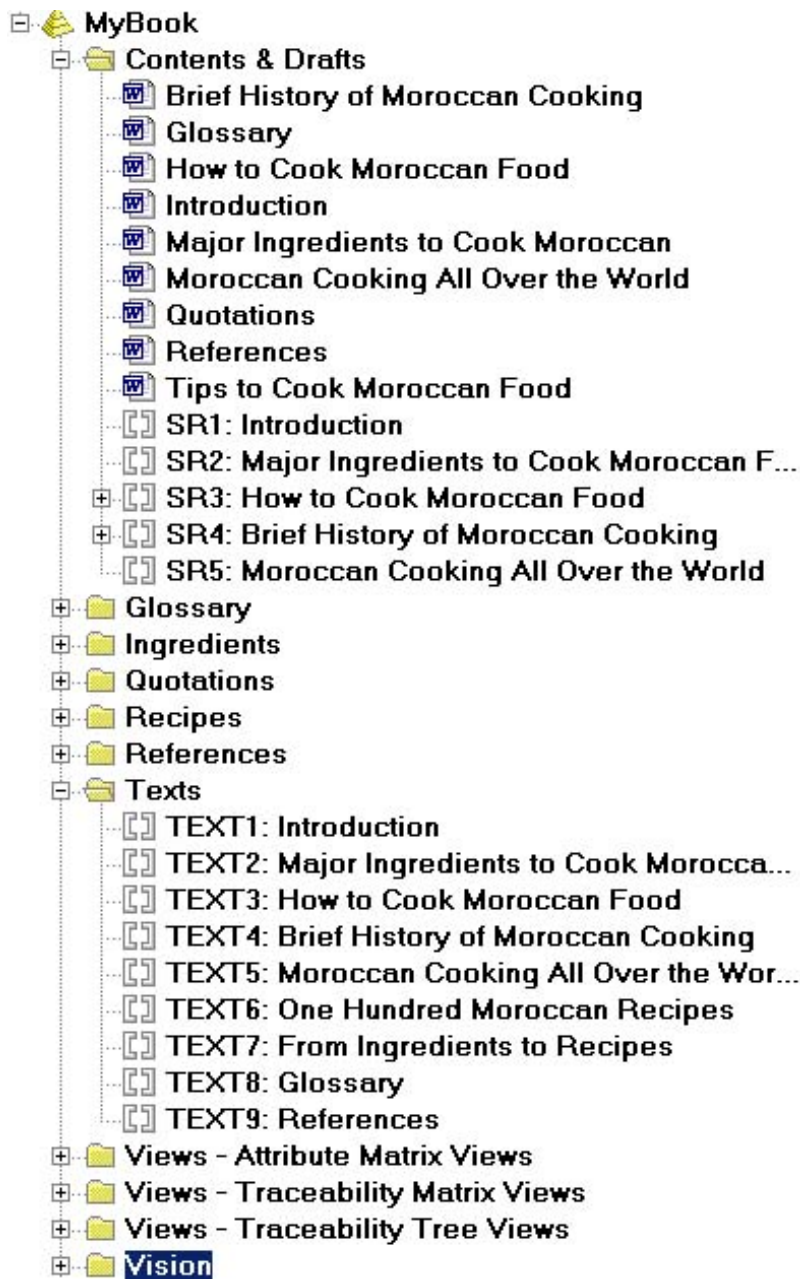 MyBook
Contents & Drafts
Brief History of Moroccan Cooking
Glossary
How to Cook Moroccan Food
Introduction
Major Ingredients to Cook Moroccan
Moroccan Cooking All Over the World
Quotations
References
Tips to Cook Moroccan Food
SR1: Introduction
SR2: Major Ingredients to Cook Moroccan F...
SR3: How to Cook Moroccan Food
SR4: Brief History of Moroccan Cooking
SR5: Moroccan Cooking All Over the World
Glossary
Ingredients
Quotations
Recipes
References
Texts
TEXT1: Introduction
TEXT2: Major Ingredients to Cook Morocca...
TEXT3: How to Cook Moroccan Food
TEXT4: Brief History of Moroccan Cooking
TEXT5: Moroccan Cooking All Over the Wor...
TEXT6: One Hundred Moroccan Recipes
TEXT7: From Ingredients to Recipes
TEXT8: Glossary
TEXT9: References
Views - Attribute Matrix Views
Views - Traceability Matrix Views
Views - Traceability Tree Views
Vision